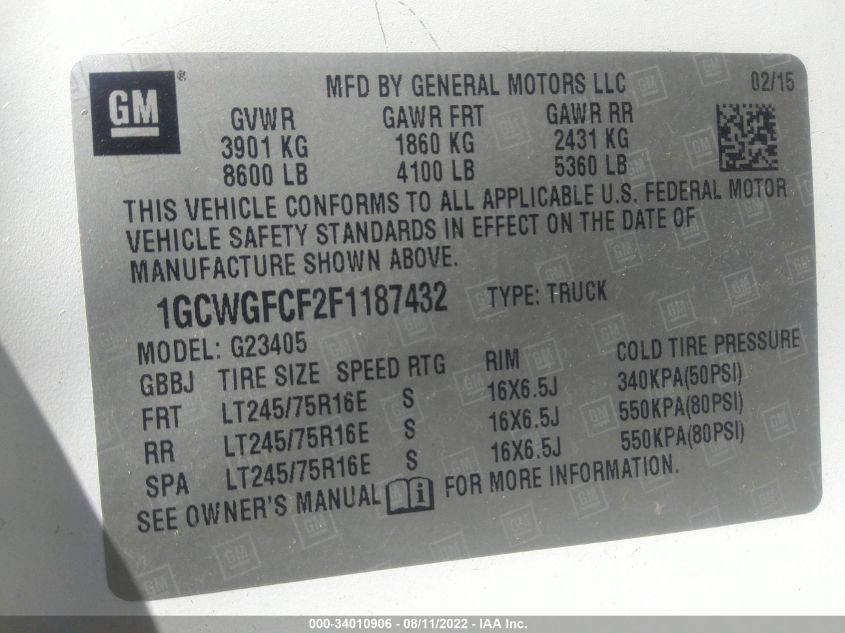 GM ® MFD BY GENERAL MOTORS LLC 02/15
GVWR GAWR FRT GAWR RR
3901 KG 1860 KG 2431 KG
8600 LB 4100 LB 5360 LB
THIS VEHICLE CONFORMS TO ALL APPLICABLE U.S. FEDERAL MOTOR
VEHICLE SAFETY STANDARDS IN EFFECT ON THE DATE OF
MANUFACTURE SHOWN ABOVE.
1GCWGFCF2F1187432 TYPE: TRUCK
MODEL: G23405
GBBJ TIRE SIZE SPEED RTG RIM COLD TIRE PRESSURE
FRT LT245/75R16E S 16X6.5J 340KPA(50PSI)
RR LT245/75R16E S 16X6.5J 550KPA(80PSI)
SPA LT245/75R16E S 16X6.5J 550KPA(80PSI)
SEE OWNER'S MANUAL i FOR MORE INFORMATION.
000-34010906 - 08/11/2022 - IAA Inc.